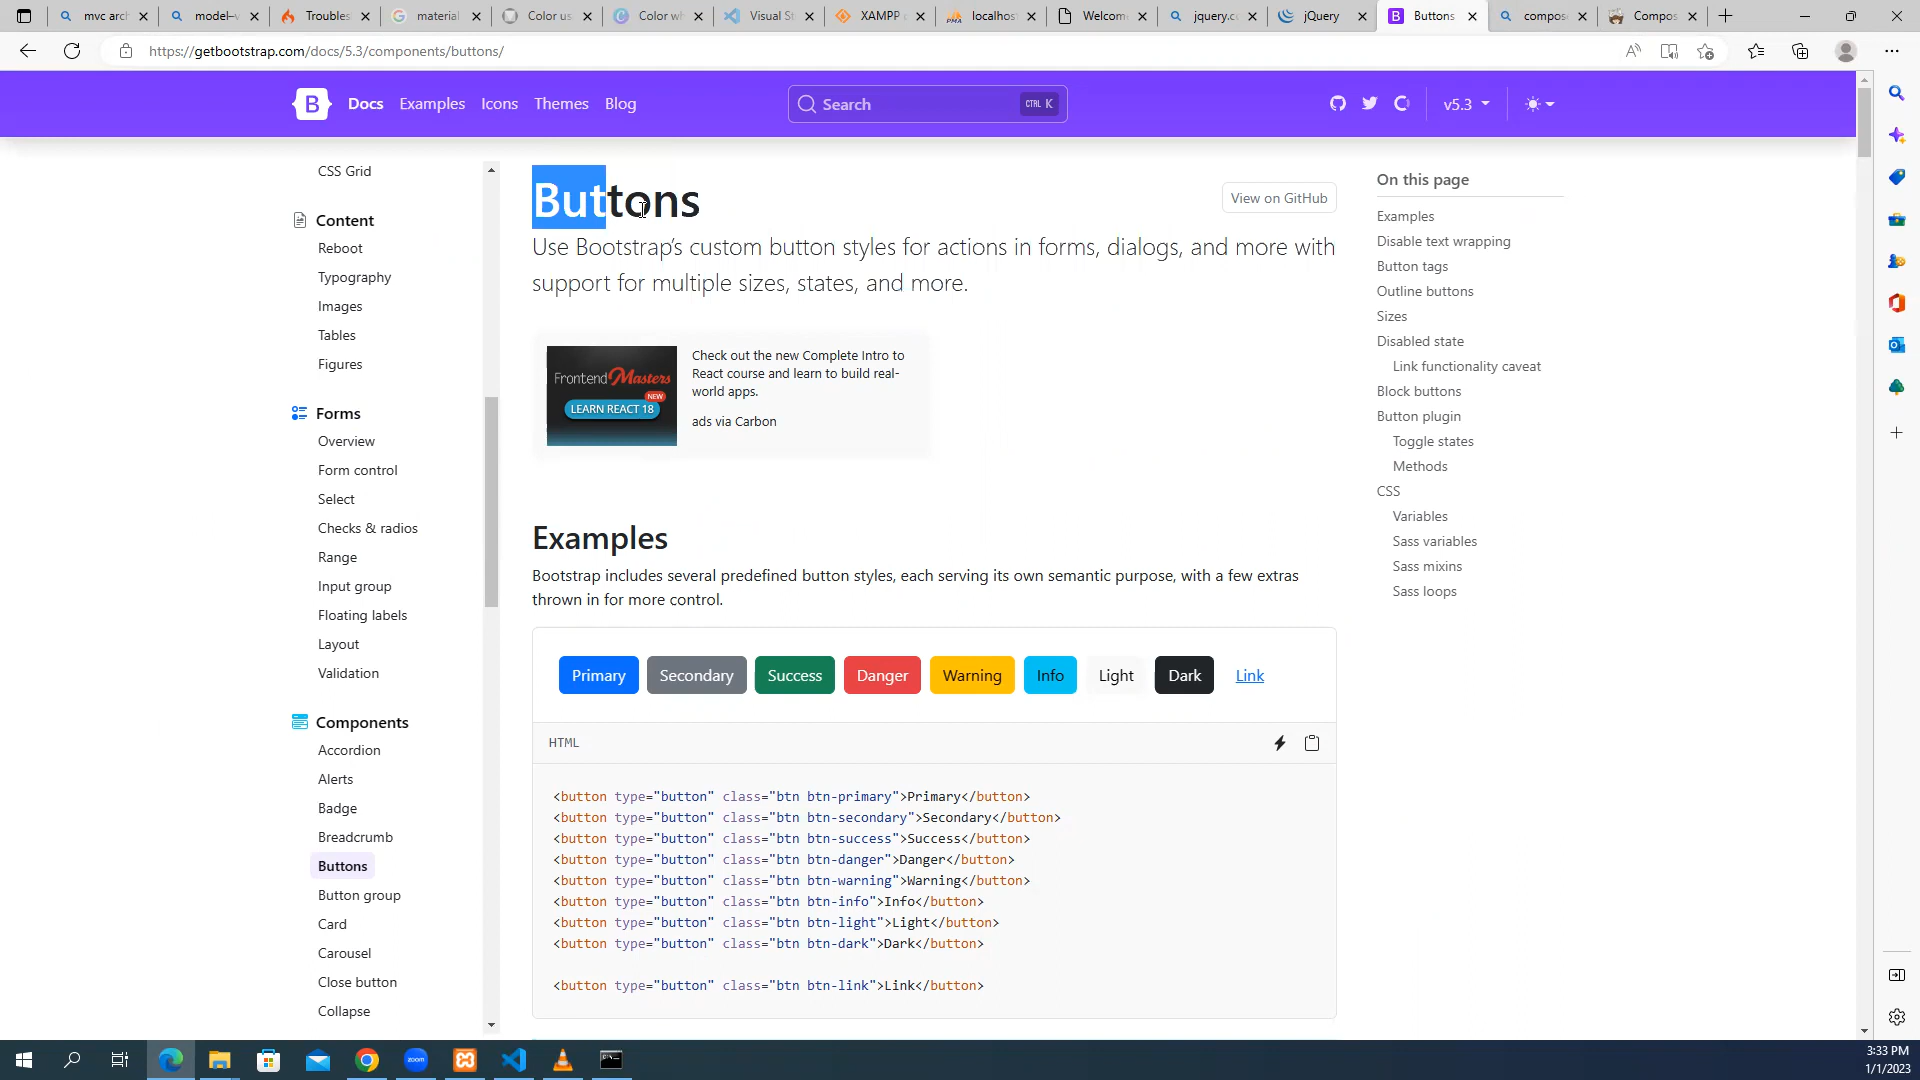 mvc arc
model–v
Troubles
material
Color us
Color wh
Visual St
XAMPP
localhos
Welcom
jquery.c
jQuery
Buttons
compos
Compos
https://getbootstrap.com/docs/5.3/components/buttons/
B
Docs
Examples
Icons
Themes
Blog
Search
CTRL K
v5.3
CSS Grid
Content
Reboot
Typography
Images
Tables
Figures
Forms
Overview
Form control
Select
Checks & radios
Range
Input group
Floating labels
Layout
Validation
Components
Accordion
Alerts
Badge
Breadcrumb
Buttons
Button group
Card
Carousel
Close button
Collapse
Buttons
View on GitHub
Use Bootstrap’s custom button styles for actions in forms, dialogs, and more with
support for multiple sizes, states, and more.
FrontendMasters
NEW
LEARN REACT 18
Check out the new Complete Intro to
React course and learn to build real-
world apps.
ads via Carbon
Examples
Bootstrap includes several predefined button styles, each serving its own semantic purpose, with a few extras
thrown in for more control.
Primary
Secondary
Success
Danger
Warning
Info
Light
Dark
Link
HTML
<button type="button" class="btn btn-primary">Primary</button>
<button type="button" class="btn btn-secondary">Secondary</button>
<button type="button" class="btn btn-success">Success</button>
<button type="button" class="btn btn-danger">Danger</button>
<button type="button" class="btn btn-warning">Warning</button>
<button type="button" class="btn btn-info">Info</button>
<button type="button" class="btn btn-light">Light</button>
<button type="button" class="btn btn-dark">Dark</button>
<button type="button" class="btn btn-link">Link</button>
On this page
Examples
Disable text wrapping
Button tags
Outline buttons
Sizes
Disabled state
Link functionality caveat
Block buttons
Button plugin
Toggle states
Methods
CSS
Variables
Sass variables
Sass mixins
Sass loops
zoom
3:33 PM
1/1/2023